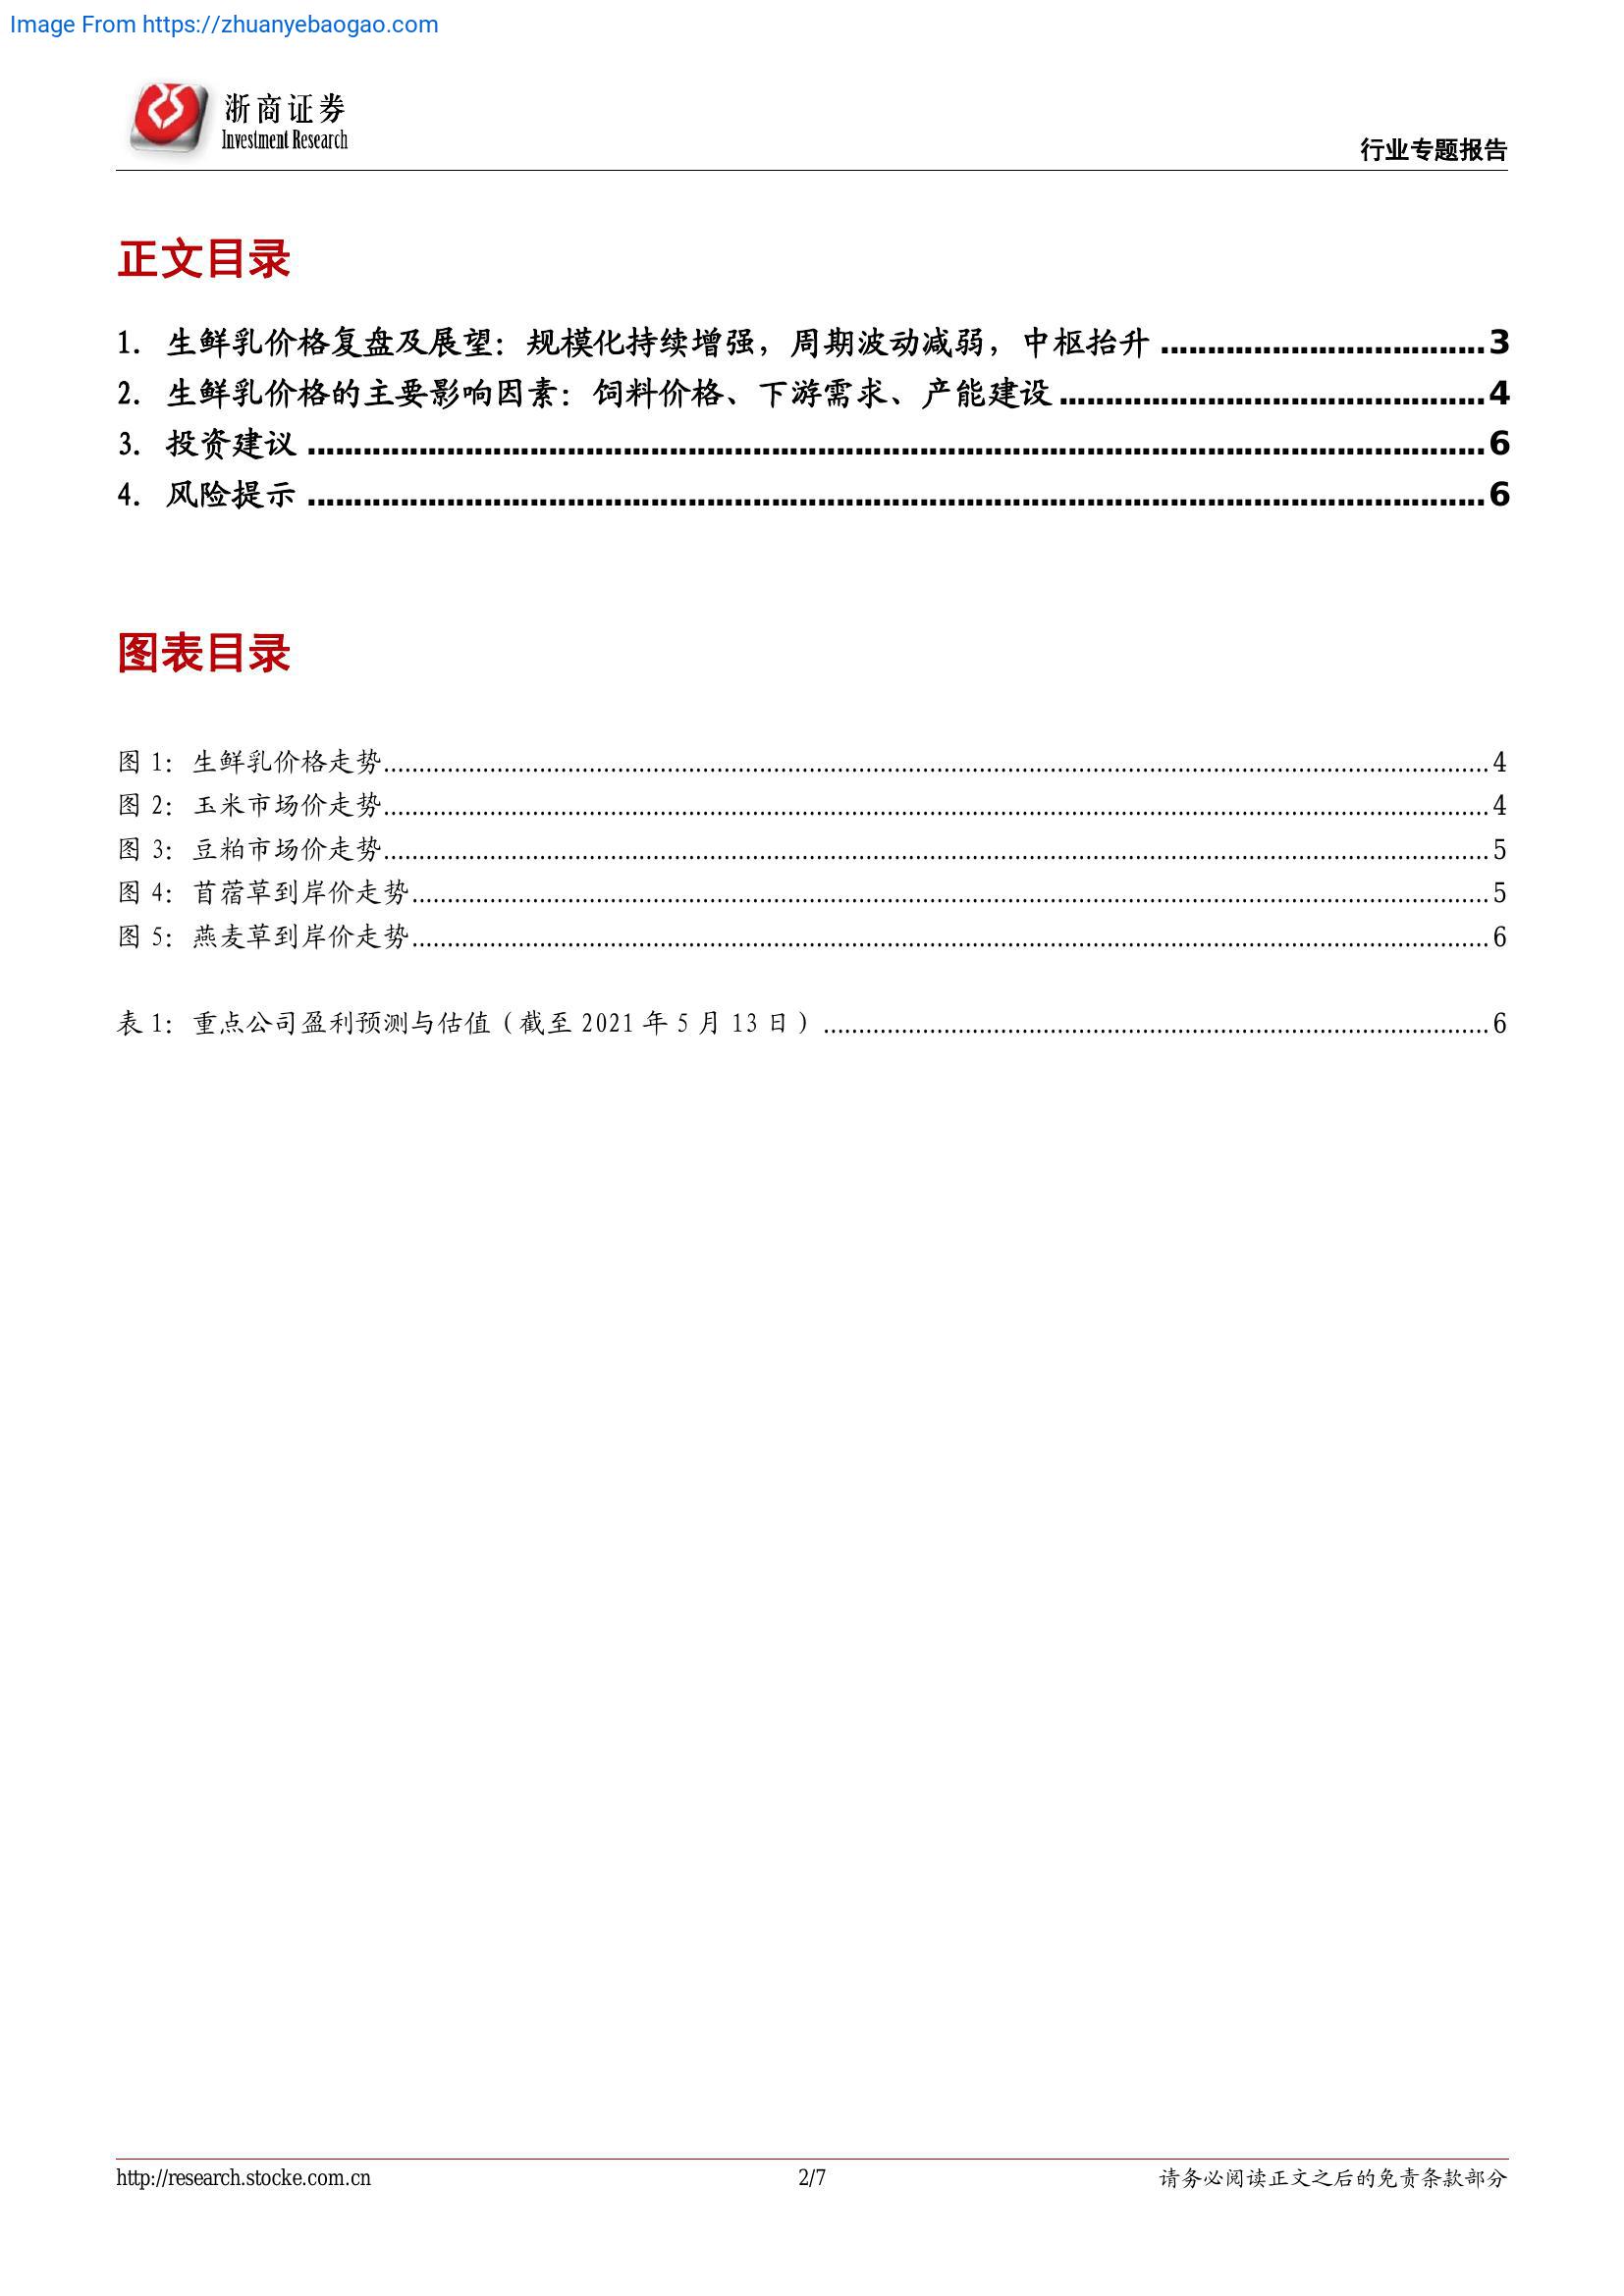 Image From https://zhuanyebaogao.com
浙商证券
Investment Research
行业专题报告
正文目录
1. 生鲜乳价格复盘及展望：规模化持续增强，周期波动减弱，中枢抬升 ................................... 3
2. 生鲜乳价格的主要影响因素：饲料价格、下游需求、产能建设 .............................................. 4
3. 投资建议 ................................................................................................................................ 6
4. 风险提示 ................................................................................................................................ 6
图表目录
图 1：生鲜乳价格走势 ................................................................................................................................ 4
图 2：玉米市场价走势 ................................................................................................................................ 4
图 3：豆粕市场价走势 ................................................................................................................................ 5
图 4：苜蓿草到岸价走势 ............................................................................................................................. 5
图 5：燕麦草到岸价走势 ............................................................................................................................. 6
表 1：重点公司盈利预测与估值（截至 2021 年 5 月 13 日） ........................................................................ 6
http://research.stocke.com.cn
2/7
请务必阅读正文之后的免责条款部分